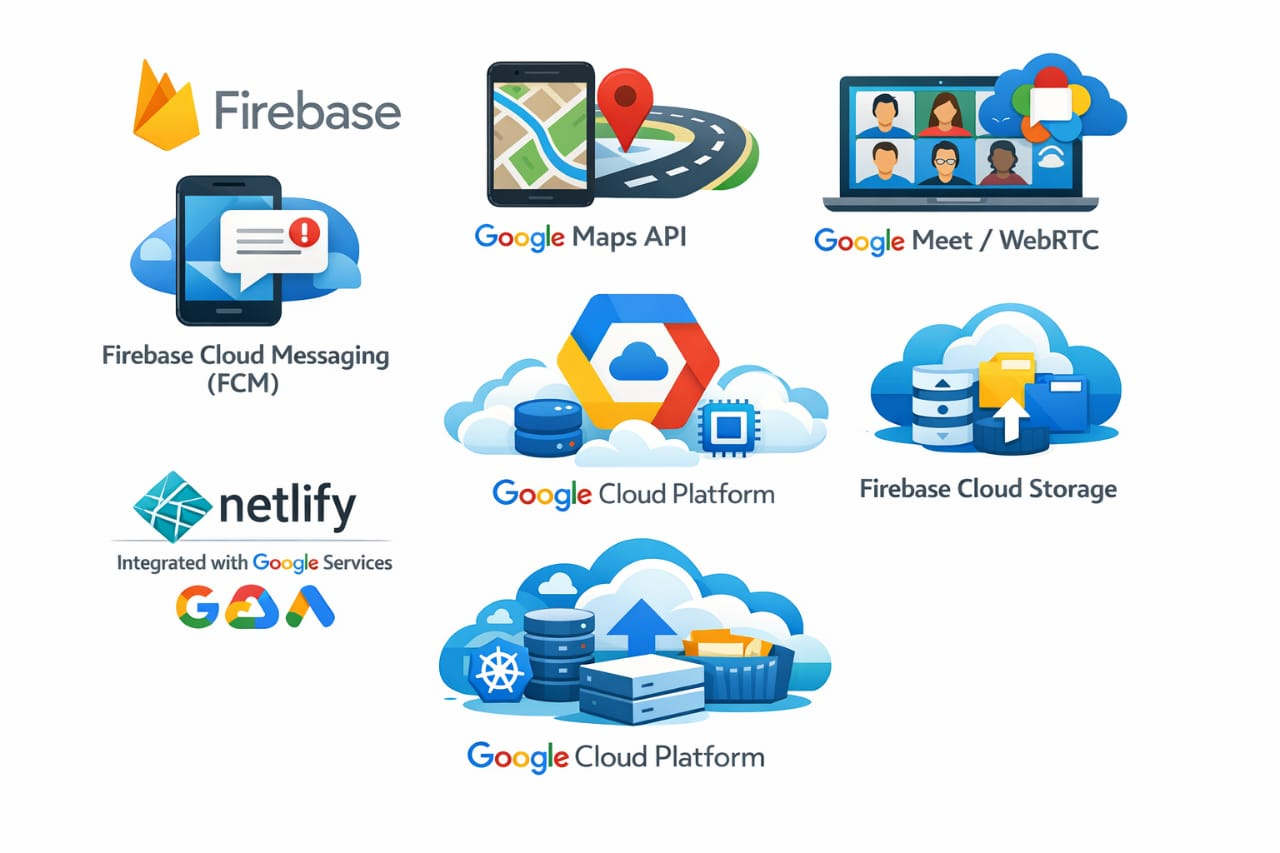 Firebase
Google Maps API
Google Meet / WebRTC
Firebase Cloud Messaging
(FCM)
Google Cloud Platform
Firebase Cloud Storage
netlify
Integrated with Google Services
Google Cloud Platform